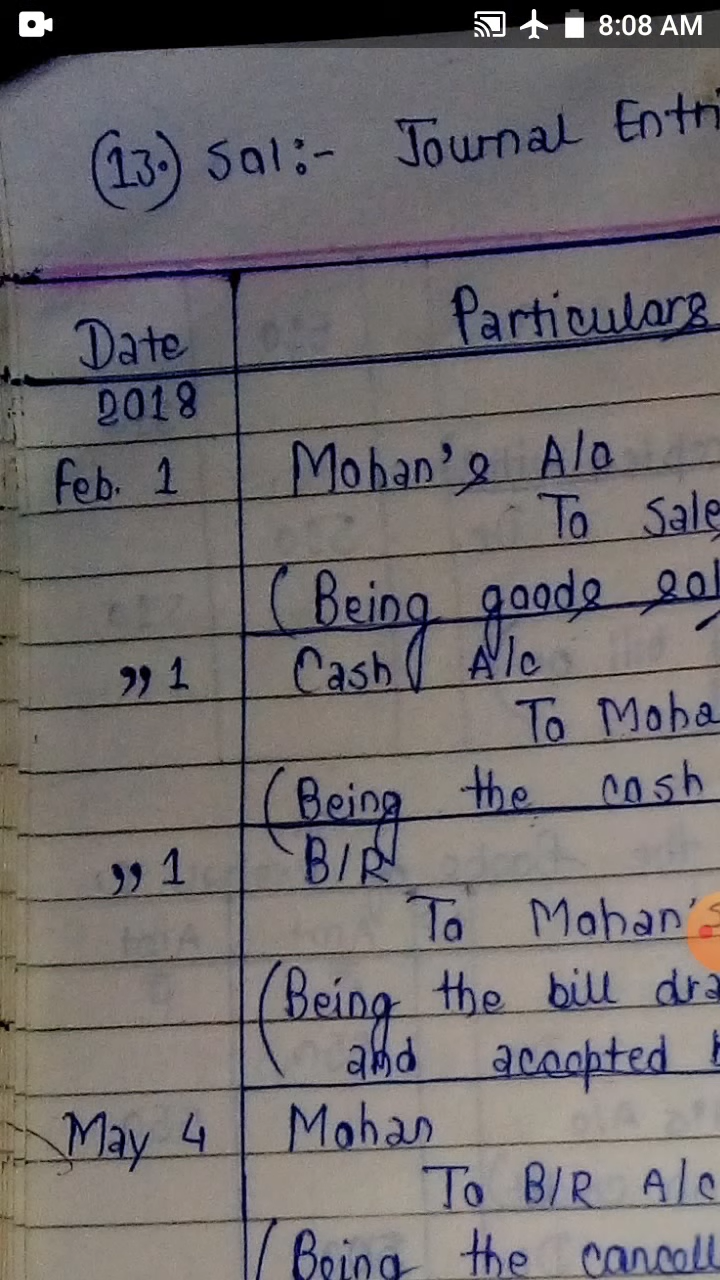 8:08 AM
(13.) Sol:- Journal Entri
Date Particulars
2018
Feb. 1 Mohan's A/c
To Sale
(Being goods sol
,, 1 Cash A/c
To Moha
(Being the cash
,, 1 B/R
To Mohan's
(Being the bill dra
and accepted b
May 4 Mohan
To B/R A/c
(Being the cancell